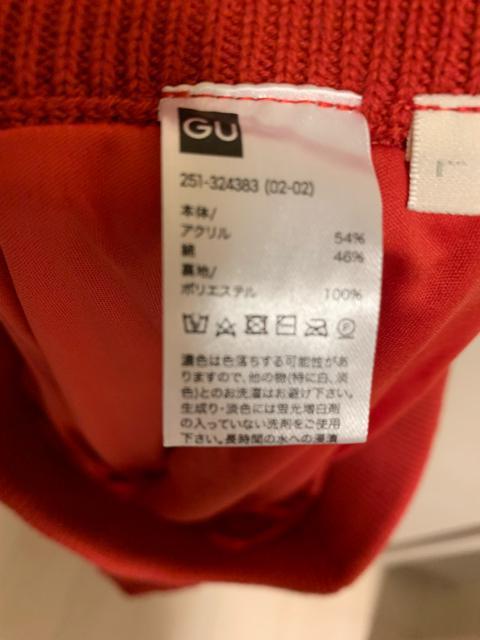 GU
251-324383 (02-02)
本体/
アクリル 54%
綿 46%
裏地/
ポリエステル 100%
濃色は色落ちする可能性があ
りますので、他の物(特に白、淡
色)とのお洗濯はお避け下さい。
生成り・淡色には蛍光増白剤
の入っていない洗剤をご使用
下さい。長時間の水への浸漬